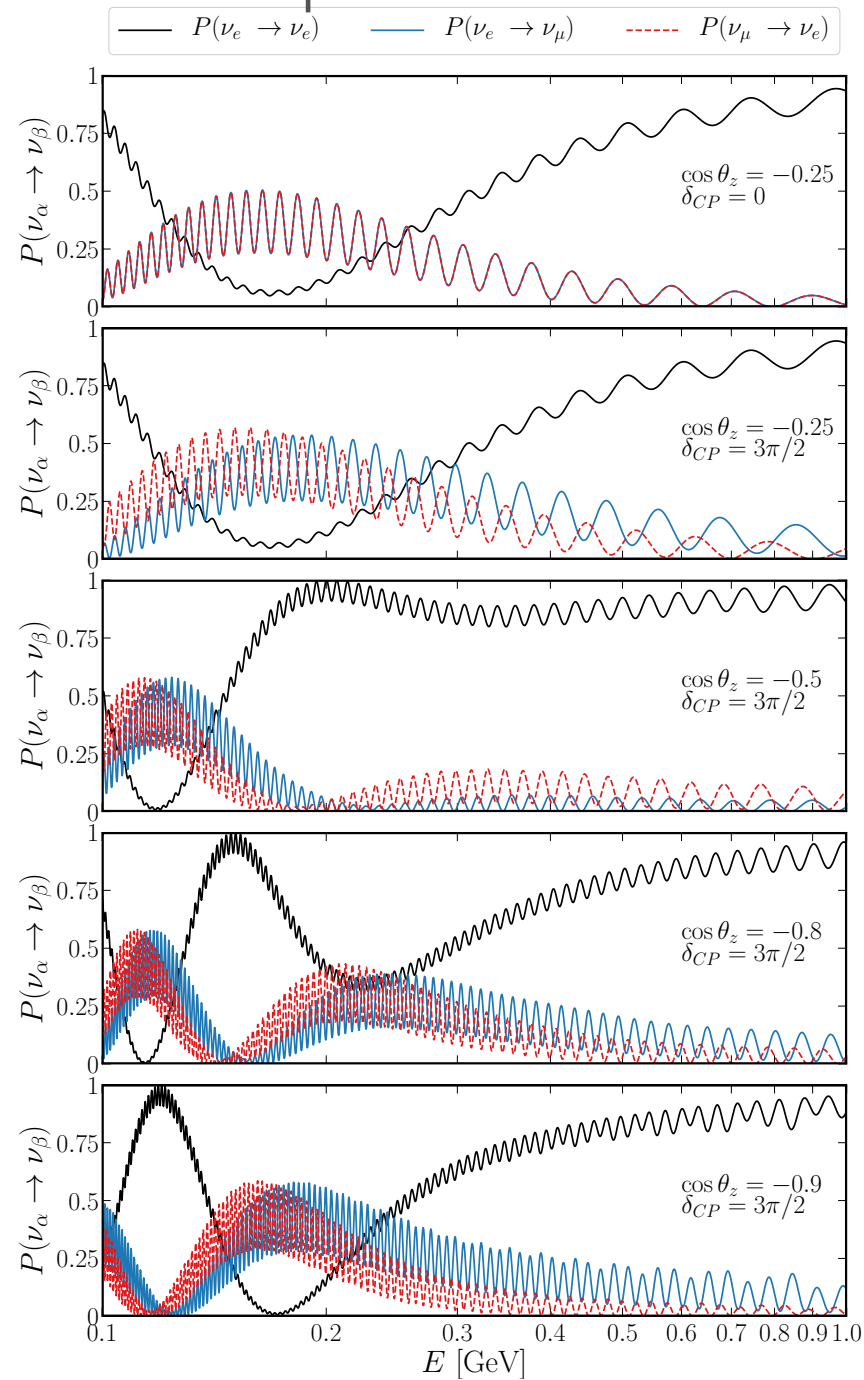 P(ν_e → ν_e) P(ν_e → ν_μ) P(ν_μ → ν_e)
1
0.75
0.5
0.25
0
P(ν_α → ν_β)
cos θ_z = −0.25
δ_CP = 0
1
0.75
0.5
0.25
0
P(ν_α → ν_β)
cos θ_z = −0.25
δ_CP = 3π/2
1
0.75
0.5
0.25
0
P(ν_α → ν_β)
cos θ_z = −0.5
δ_CP = 3π/2
1
0.75
0.5
0.25
0
P(ν_α → ν_β)
cos θ_z = −0.8
δ_CP = 3π/2
1
0.75
0.5
0.25
0
P(ν_α → ν_β)
cos θ_z = −0.9
δ_CP = 3π/2
0.1 0.2 0.3 0.4 0.5 0.6 0.7 0.8 0.9 1.0
E [GeV]